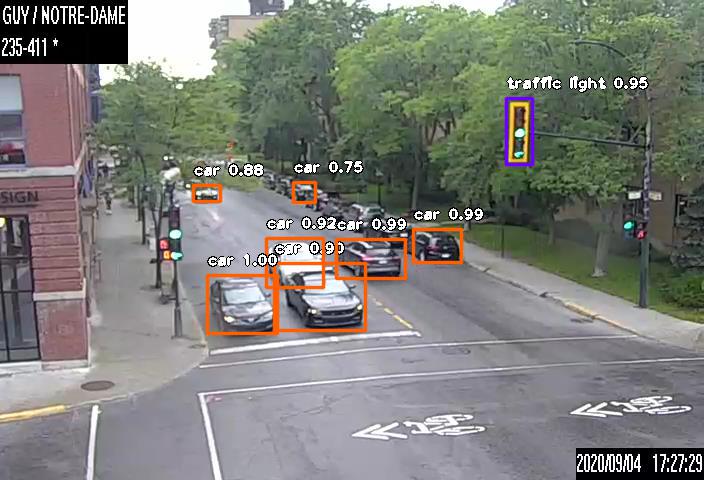 GUY / NOTRE-DAME
235-411 *
traffic light 0.95
car 0.88
car 0.75
car 0.92
car 0.99
car 0.99
car 0.90
car 1.00
SIGN
2020/09/04 17:27:29